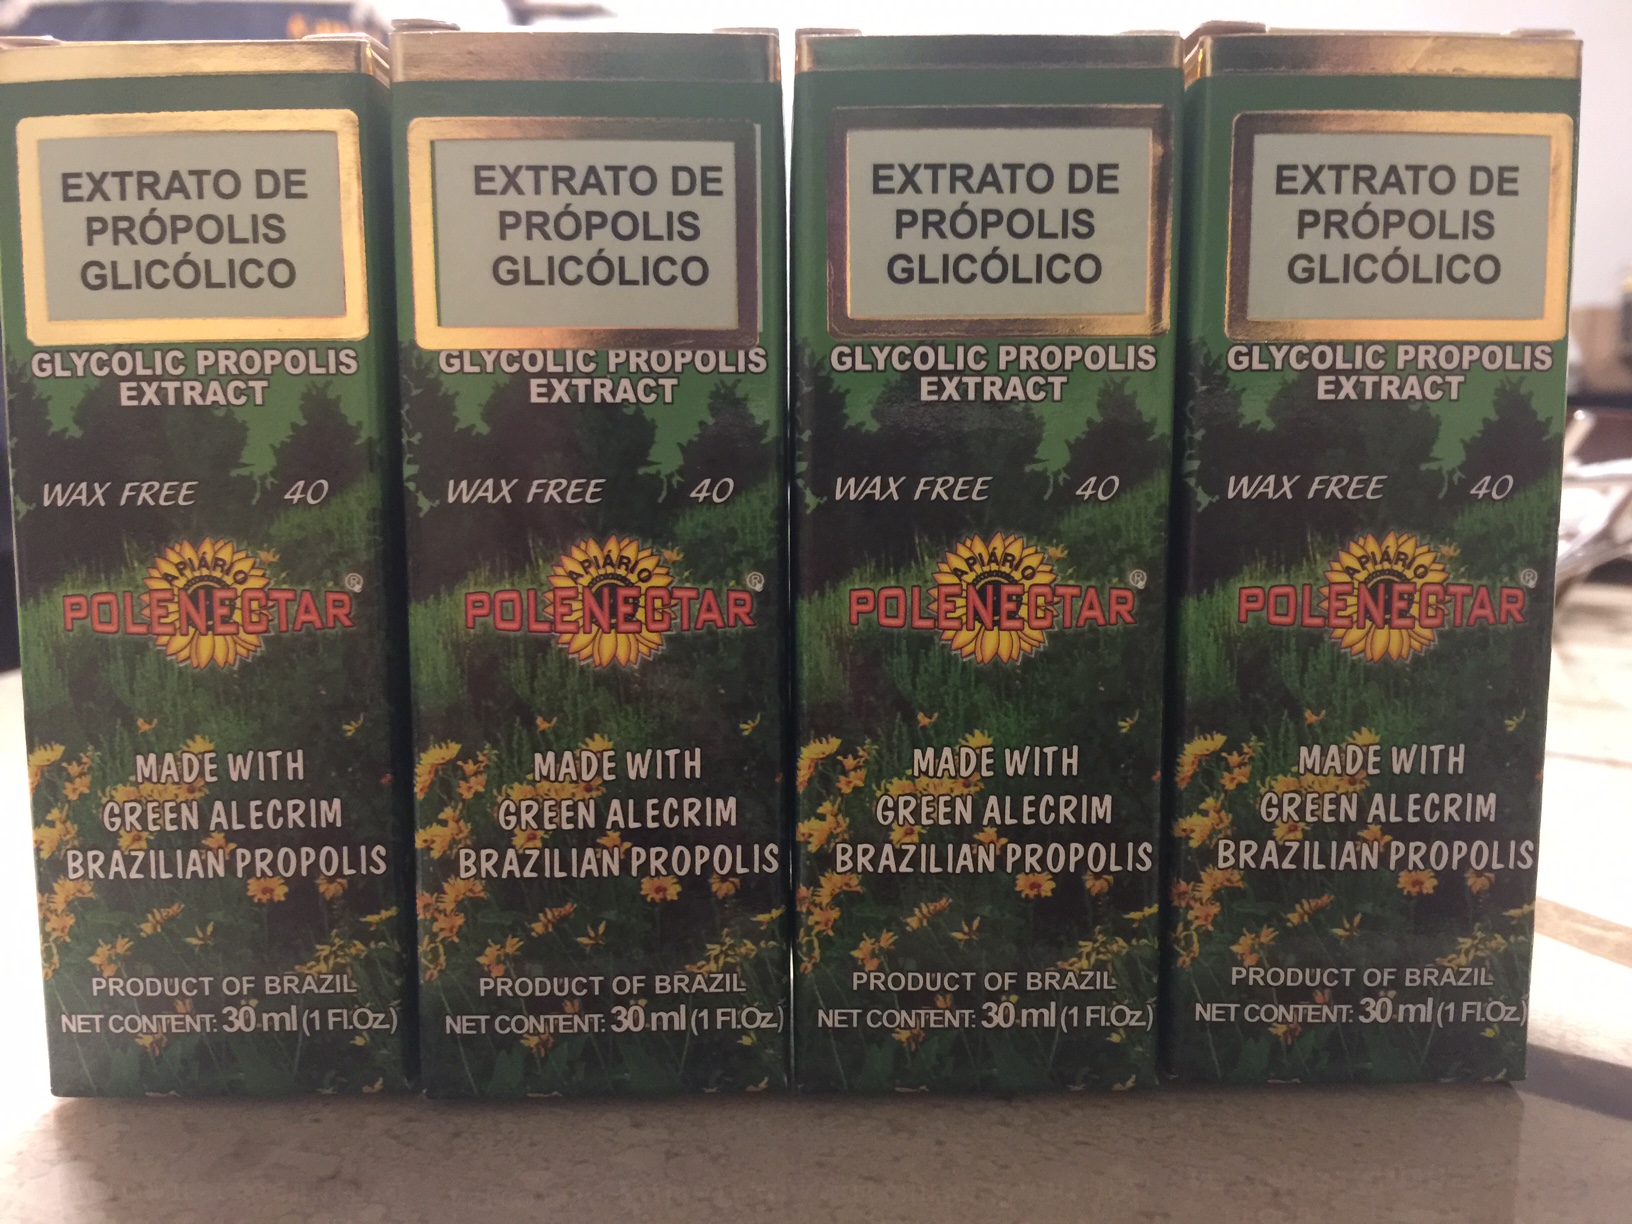 EXTRATO DE
PRÓPOLIS
GLICÓLICO
GLYCOLIC PROPOLIS
EXTRACT
WAX FREE 40
APIÁRIO
POLENECTAR®
MADE WITH
GREEN ALECRIM
BRAZILIAN PROPOLIS
PRODUCT OF BRAZIL
NET CONTENT: 30 ml (1 Fl.Oz.)
EXTRATO DE
PRÓPOLIS
GLICÓLICO
GLYCOLIC PROPOLIS
EXTRACT
WAX FREE 40
APIÁRIO
POLENECTAR®
MADE WITH
GREEN ALECRIM
BRAZILIAN PROPOLIS
PRODUCT OF BRAZIL
NET CONTENT: 30 ml (1 Fl.Oz.)
EXTRATO DE
PRÓPOLIS
GLICÓLICO
GLYCOLIC PROPOLIS
EXTRACT
WAX FREE 40
APIÁRIO
POLENECTAR®
MADE WITH
GREEN ALECRIM
BRAZILIAN PROPOLIS
PRODUCT OF BRAZIL
NET CONTENT: 30 ml (1 Fl.Oz.)
EXTRATO DE
PRÓPOLIS
GLICÓLICO
GLYCOLIC PROPOLIS
EXTRACT
WAX FREE 40
APIÁRIO
POLENECTAR®
MADE WITH
GREEN ALECRIM
BRAZILIAN PROPOLIS
PRODUCT OF BRAZIL
NET CONTENT: 30 ml (1 Fl.Oz.)